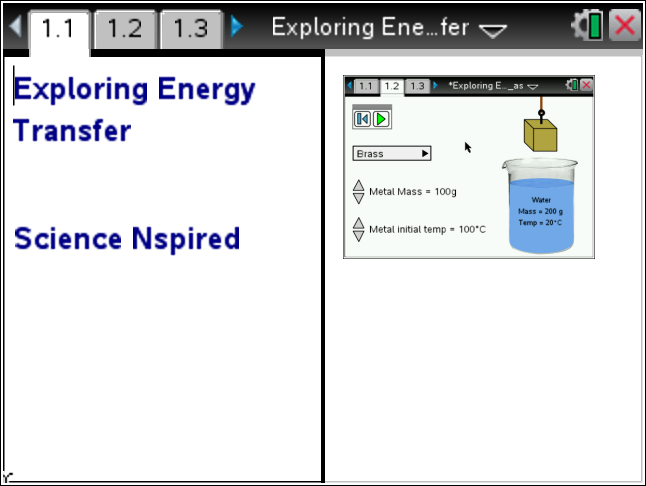 1.1 1.2 1.3 Exploring Ene...fer
Exploring Energy
Transfer
Science Nspired
1.1 1.2 1.3 *Exploring E..._as
Brass
Metal Mass = 100g
Metal initial temp = 100°C
Water
Mass = 200 g
Temp = 20°C